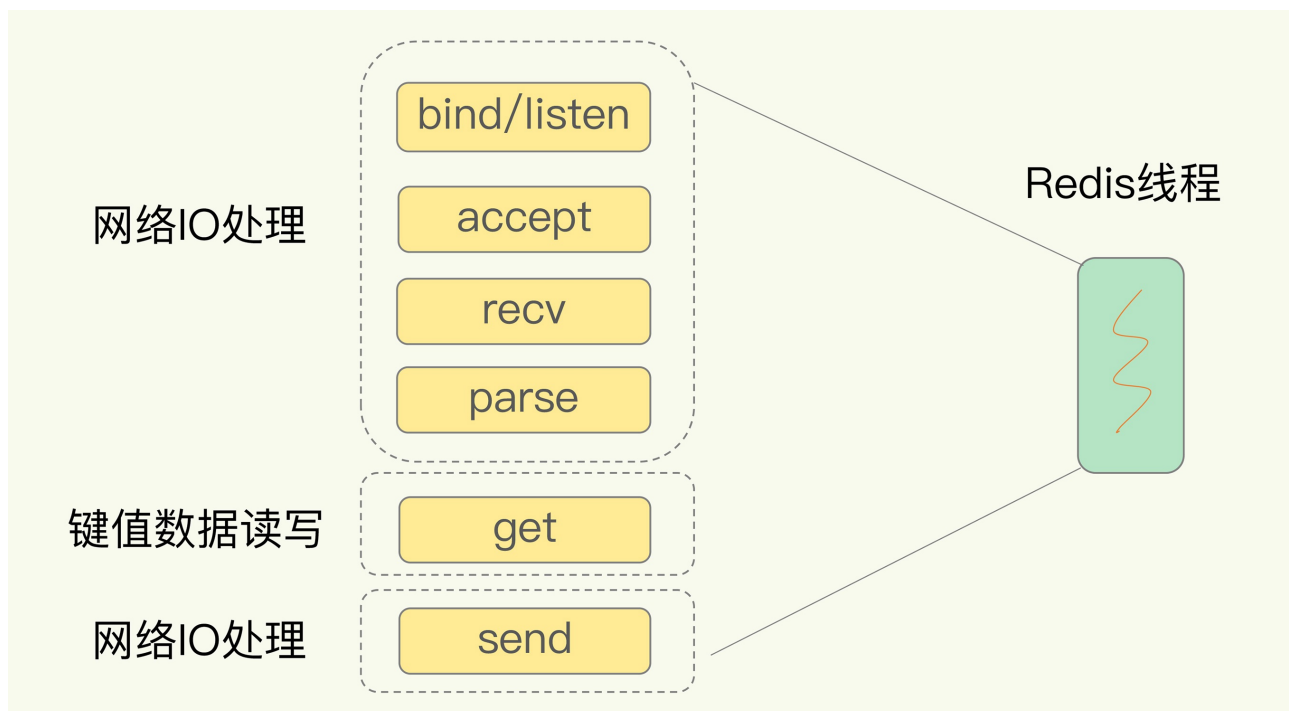 bind/listen
Redis线程
网络IO处理
accept
recv
parse
键值数据读写
get
网络IO处理
send